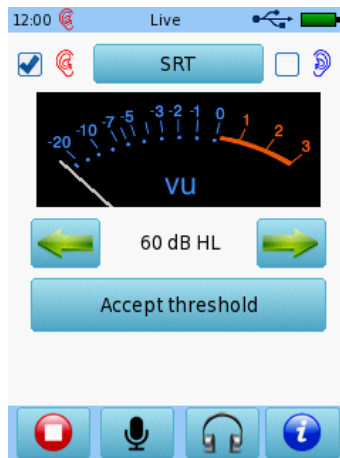 12:00 Live
SRT
-20 -10 -7 -5 -3 -2 -1 0 1 2 3
vu
60 dB HL
Accept threshold
i